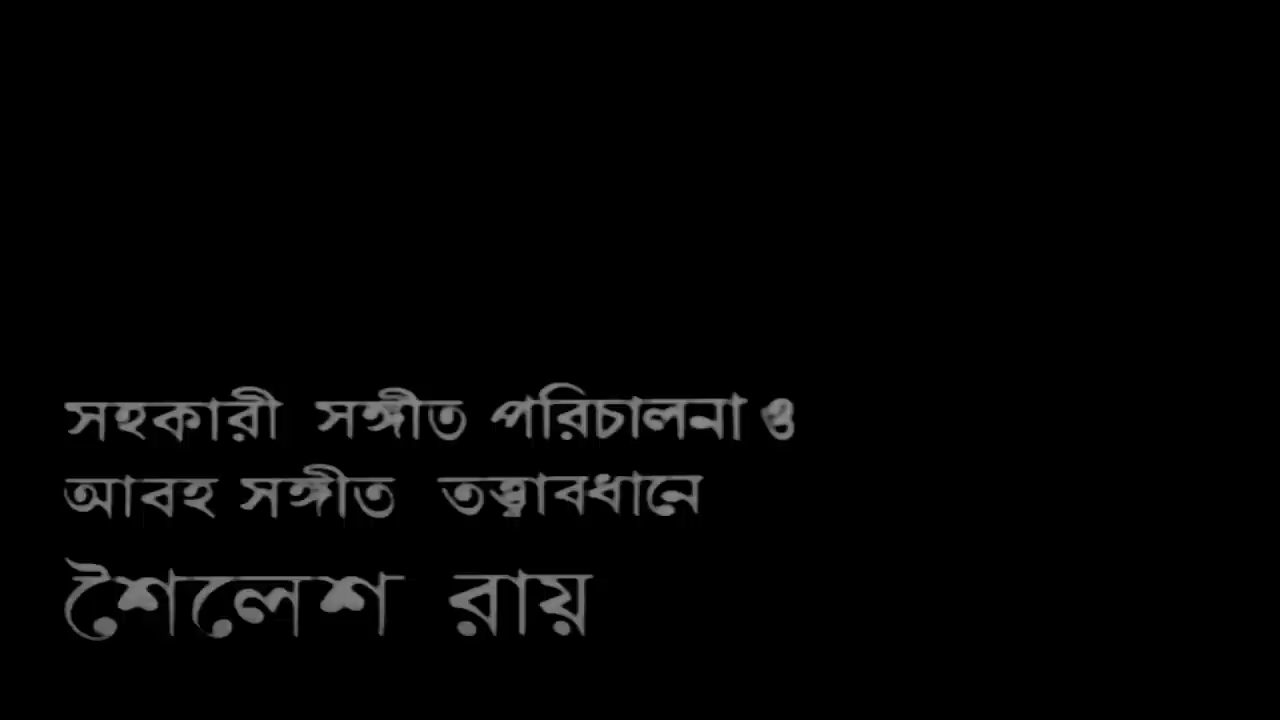 সহকারী সঙ্গীত পরিচালনা ও
আবহ সঙ্গীত তত্ত্বাবধানে
শৈলেশ রায়